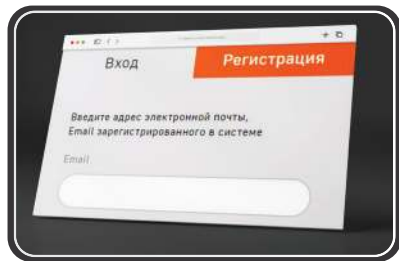 Вход
Регистрация
Введите адрес электронной почты,
Email зарегистрированного в системе
Email